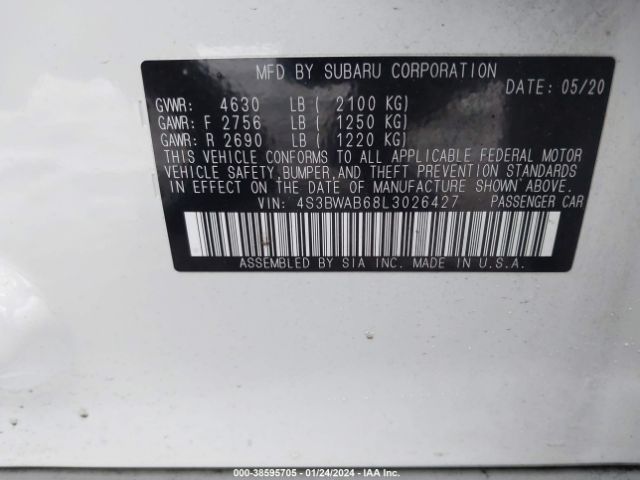 MFD BY SUBARU CORPORATION
DATE: 05/20
GVWR: 4630 LB ( 2100 KG)
GAWR: F 2756 LB ( 1250 KG)
GAWR: R 2690 LB ( 1220 KG)
THIS VEHICLE CONFORMS TO ALL APPLICABLE FEDERAL MOTOR
VEHICLE SAFETY, BUMPER, AND THEFT PREVENTION STANDARDS
IN EFFECT ON THE DATE OF MANUFACTURE SHOWN ABOVE.
VIN: 4S3BWAB68L3026427 PASSENGER CAR
ASSEMBLED BY SIA INC. MADE IN U.S.A.
000-38595705 - 01/24/2024 - IAA Inc.